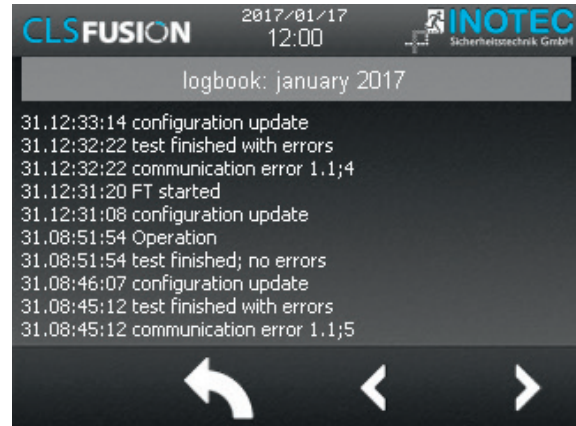 CLSFUSION
2017/01/17
12:00
INOTEC
Sicherheitstechnik GmbH
logbook: january 2017
31.12:33:14 configuration update
31.12:32:22 test finished with errors
31.12:32:22 communication error 1.1;4
31.12:31:20 FT started
31.12:31:08 configuration update
31.08:51:54 Operation
31.08:51:54 test finished; no errors
31.08:46:07 configuration update
31.08:45:12 test finished with errors
31.08:45:12 communication error 1.1;5